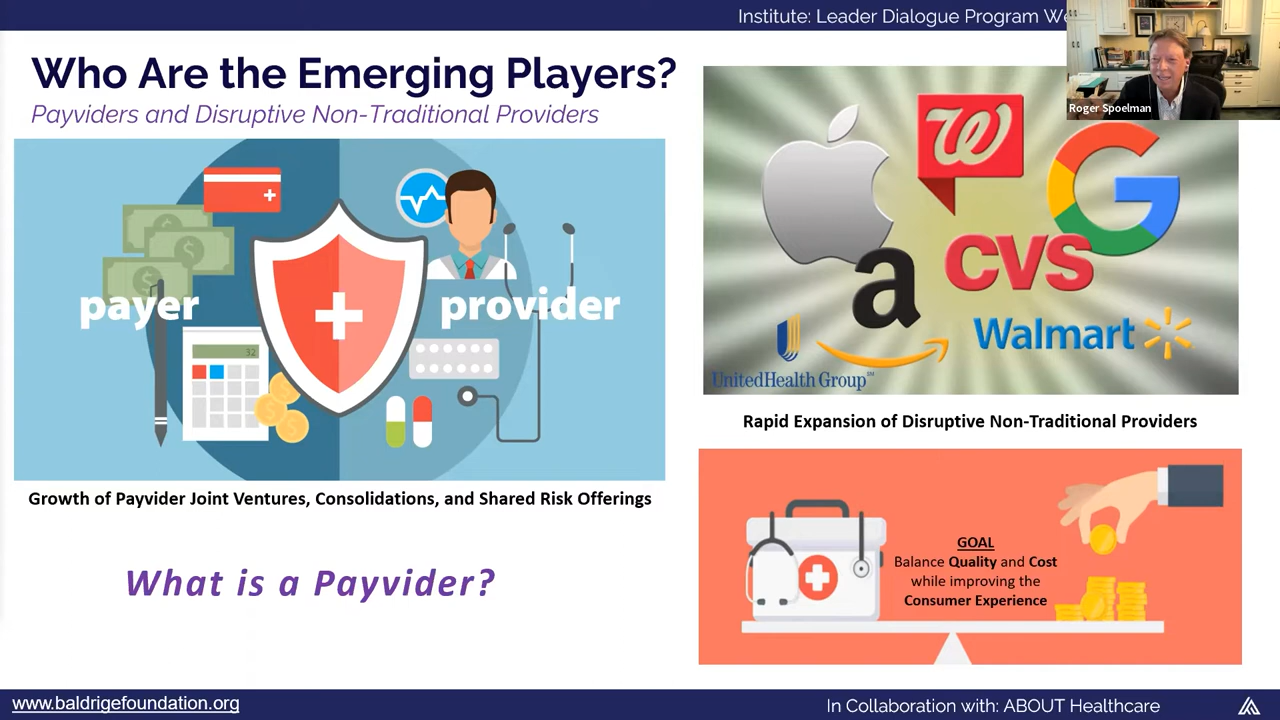 Institute: Leader Dialogue Program We
Roger Spoelman
Who Are the Emerging Players?
Payviders and Disruptive Non-Traditional Providers
payer
provider
32
Growth of Payvider Joint Ventures, Consolidations, and Shared Risk Offerings
What is a Payvider?
W
G
CVS
a
Walmart
U
UnitedHealth Group℠
Rapid Expansion of Disruptive Non-Traditional Providers
GOAL
Balance Quality and Cost
while improving the
Consumer Experience
www.baldrigefoundation.org
In Collaboration with: ABOUT Healthcare